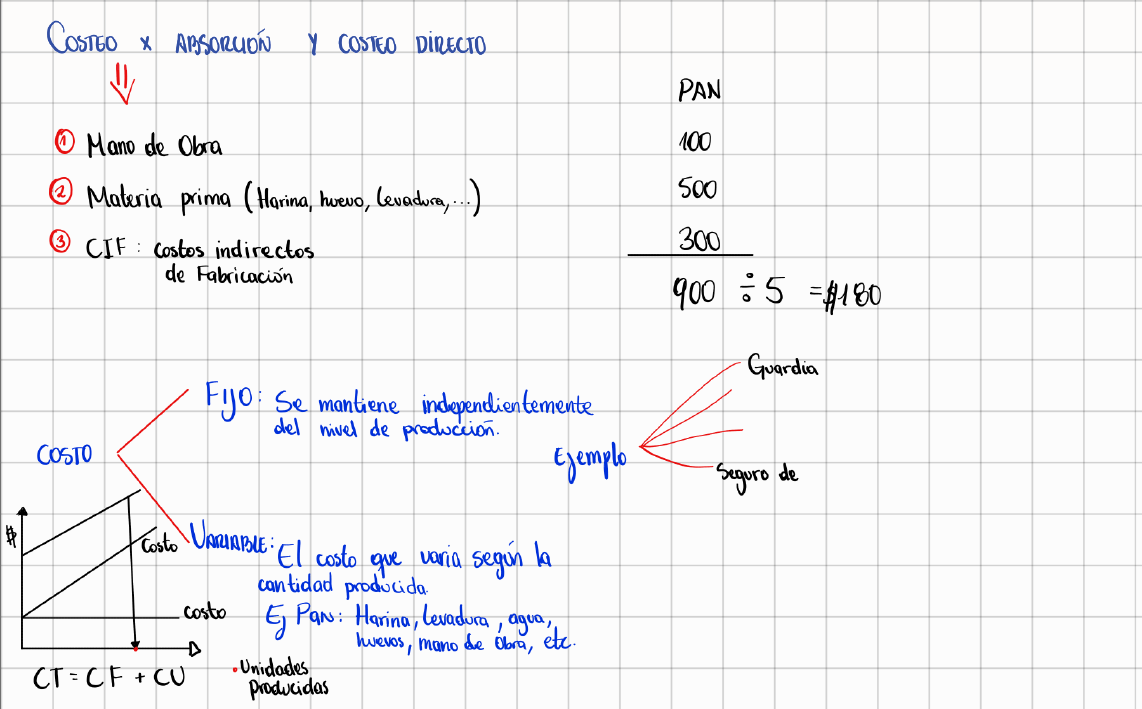 COSTEO x ABSORCIÓN Y COSTEO DIRECTO
PAN
① Mano de Obra 100
② Materia prima (Harina, huevo, levadura, ...) 500
③ CIF: Costos indirectos 300
de Fabricación
900 ÷ 5 = $180
COSTO
FIJO: Se mantiene independientemente
del nivel de producción.
Ejemplo
Guardia
Seguro de
VARIABLE: El costo que varia según la
cantidad producida.
Ej PAN: Harina, levadura, agua,
huevos, mano de obra, etc.
$
Costo
Costo
CT = CF + CU
• Unidades
Producidas